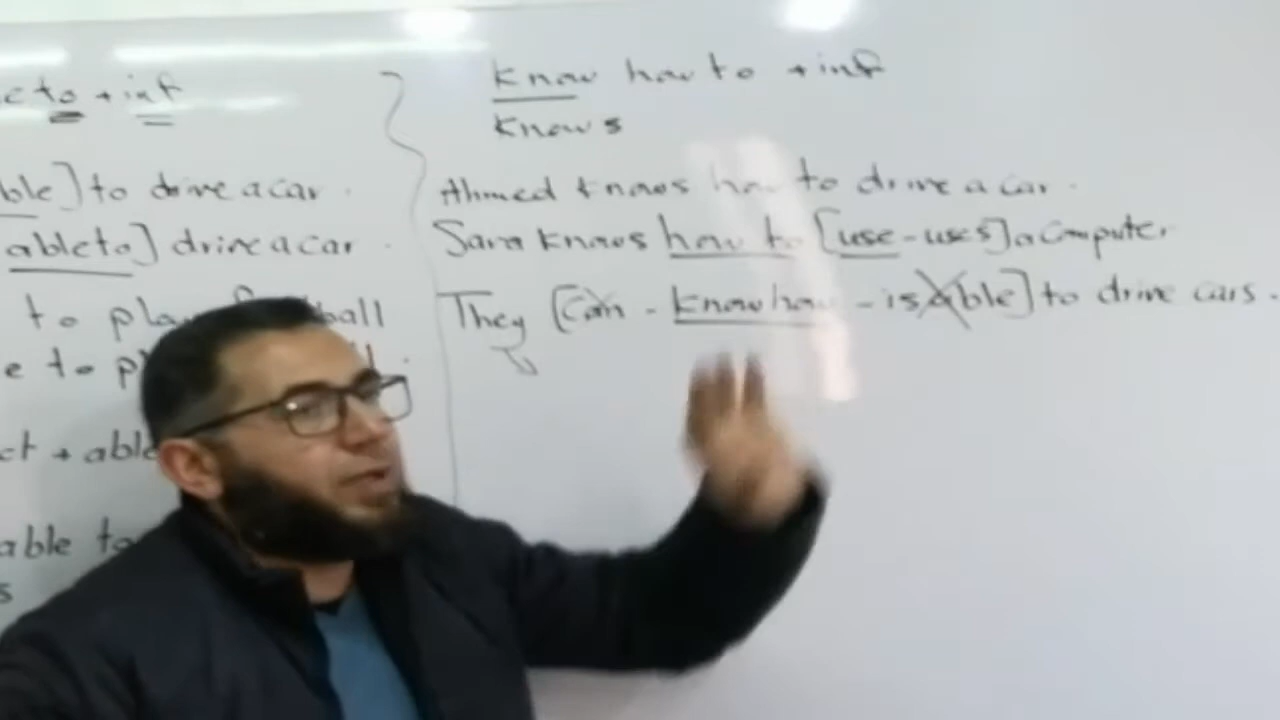 to + inf
ble] to drive a car.
able to] drive a car.
to play football
e to
ct + able
able to
s
know how to + inf
knows
Ahmed knows how to drive a car.
Sara knows how to [use - uses] a computer
They [can - know how - is able] to drive cars.